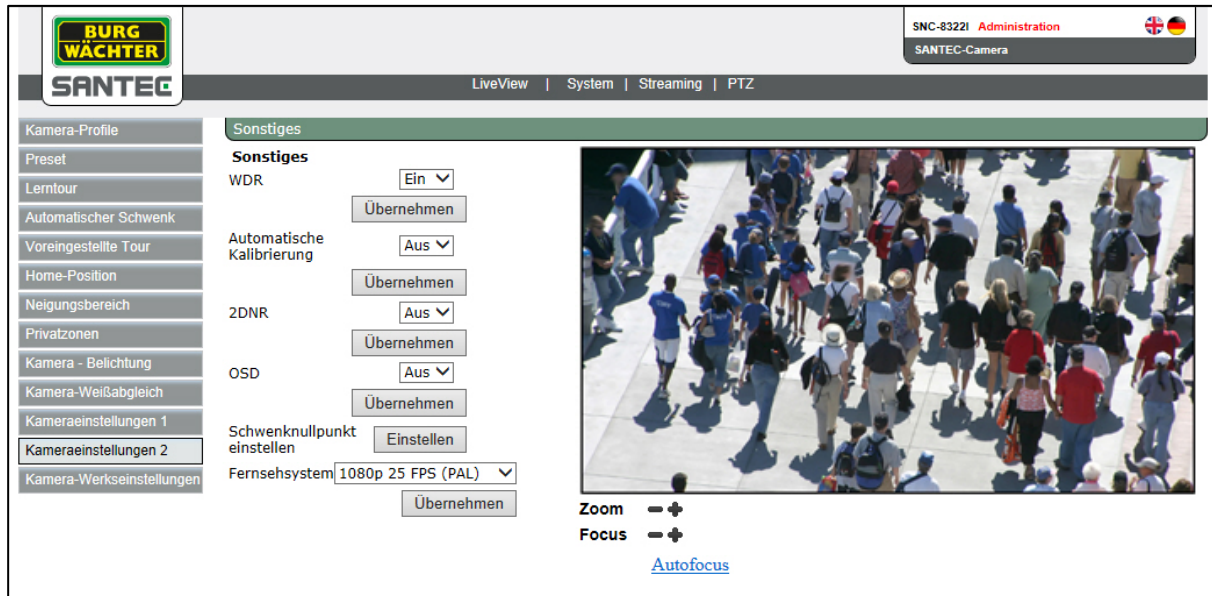 BURG
WÄCHTER
SANTEC
SNC-8322I Administration
SANTEC-Camera
LiveView | System | Streaming | PTZ
Kamera-Profile
Preset
Lerntour
Automatischer Schwenk
Voreingestellte Tour
Home-Position
Neigungsbereich
Privatzonen
Kamera - Belichtung
Kamera-Weißabgleich
Kameraeinstellungen 1
Kameraeinstellungen 2
Kamera-Werkseinstellungen
Sonstiges
Sonstiges
WDR Ein
Übernehmen
Automatische
Kalibrierung Aus
Übernehmen
2DNR Aus
Übernehmen
OSD Aus
Übernehmen
Schwenknullpunkt
einstellen Einstellen
Fernsehsystem 1080p 25 FPS (PAL)
Übernehmen
Zoom
Focus
Autofocus